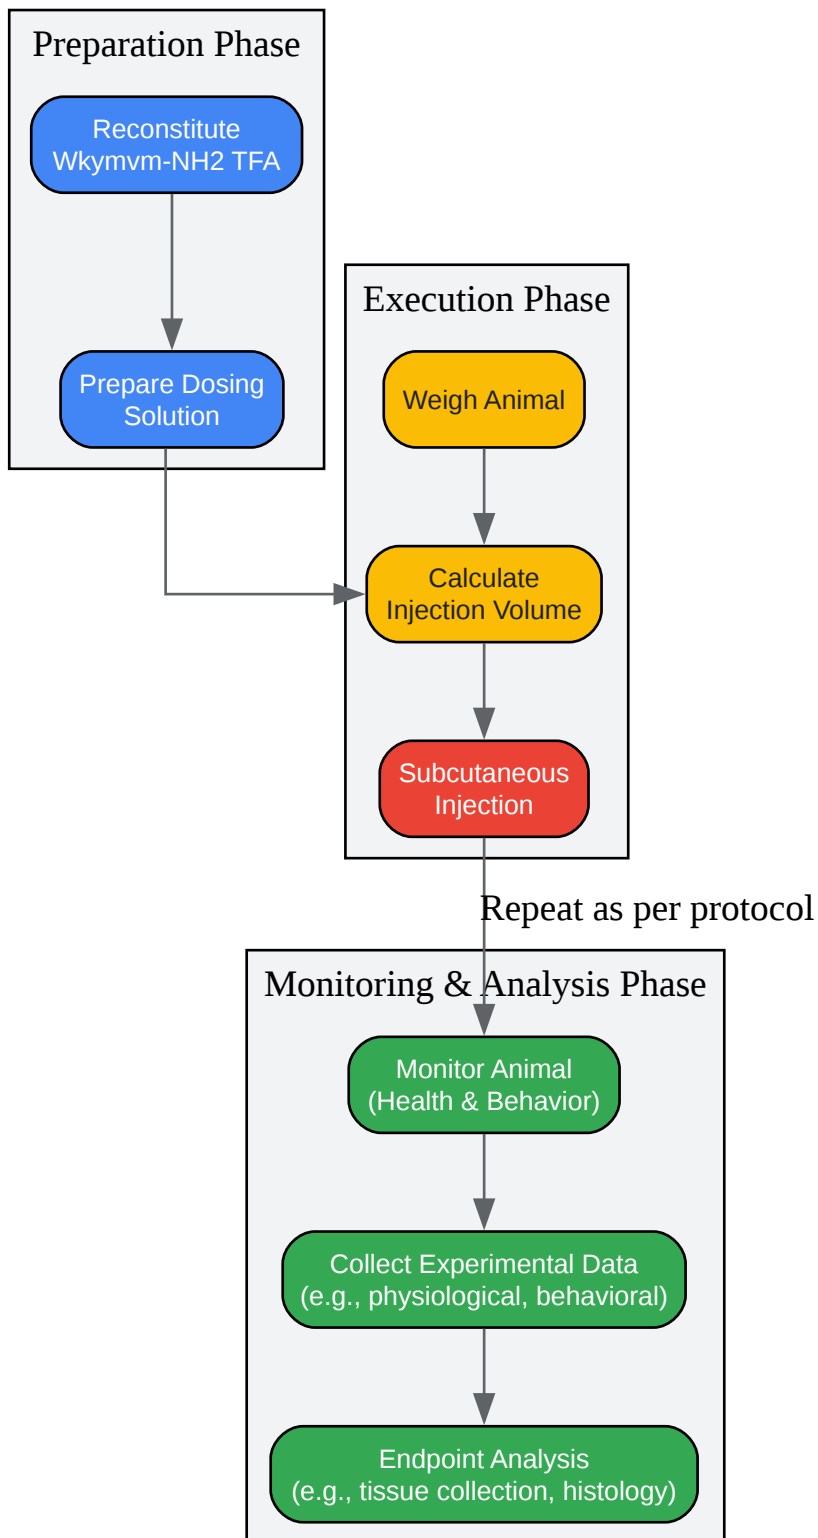 Preparation Phase
Reconstitute
Wkymvm-NH2 TFA
Prepare Dosing
Solution
Execution Phase
Weigh Animal
Calculate
Injection Volume
Subcutaneous
Injection
Repeat as per protocol
Monitoring & Analysis Phase
Monitor Animal
(Health & Behavior)
Collect Experimental Data
(e.g., physiological, behavioral)
Endpoint Analysis
(e.g., tissue collection, histology)